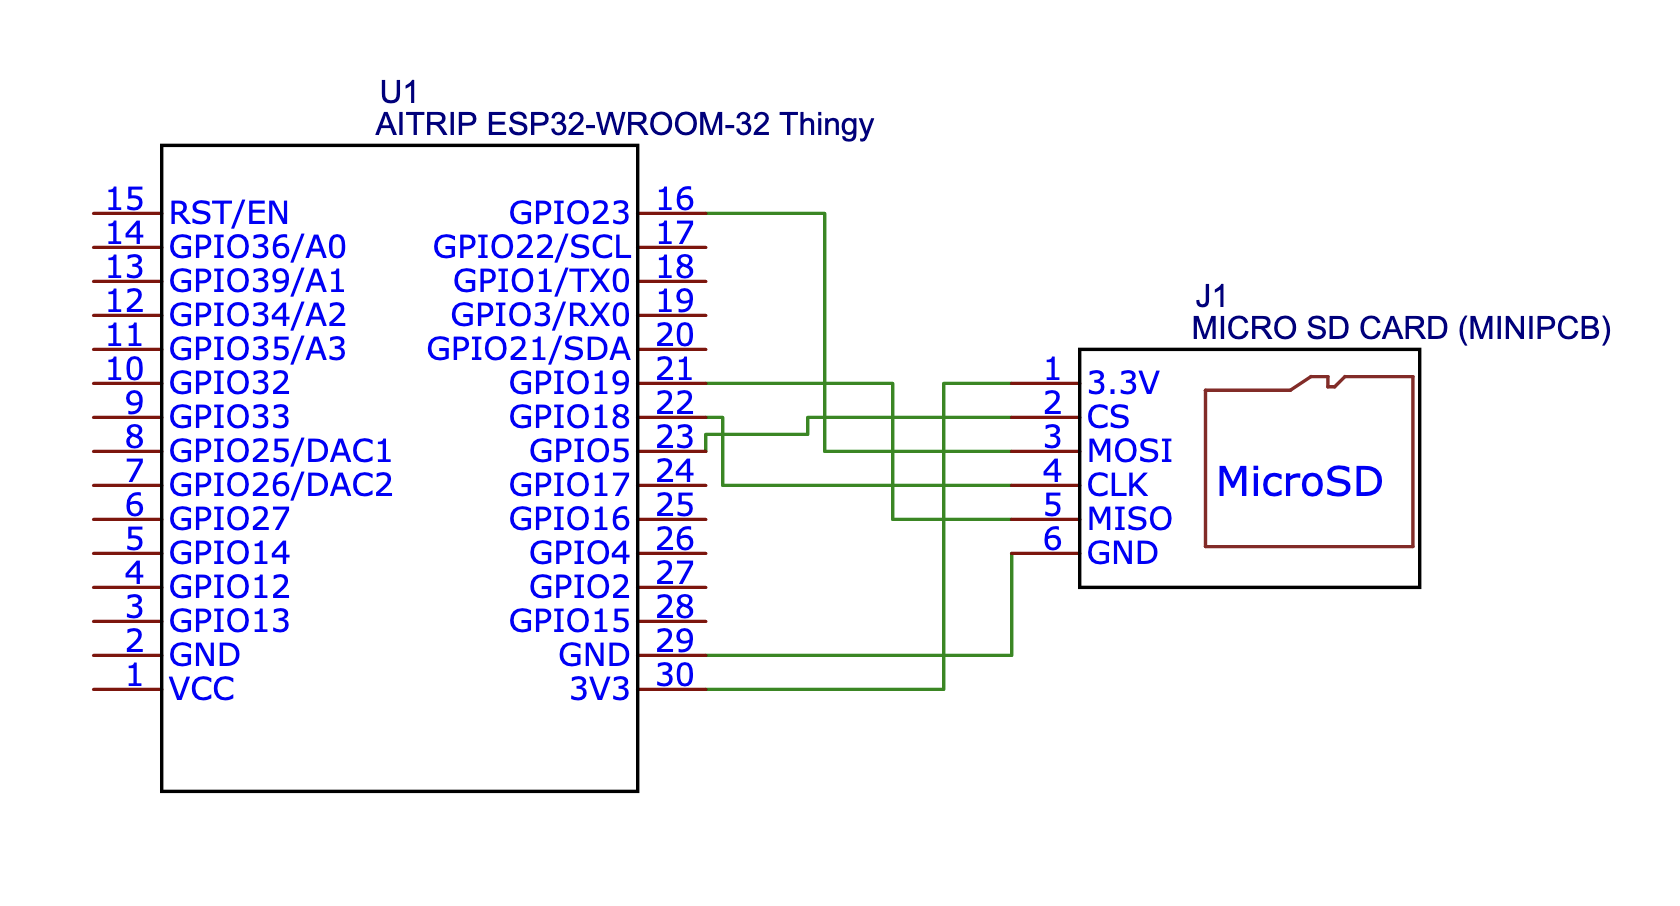 U1
AITRIP ESP32-WROOM-32 Thingy
15 RST/EN
14 GPIO36/A0
13 GPIO39/A1
12 GPIO34/A2
11 GPIO35/A3
10 GPIO32
9 GPIO33
8 GPIO25/DAC1
7 GPIO26/DAC2
6 GPIO27
5 GPIO14
4 GPIO12
3 GPIO13
2 GND
1 VCC
GPIO23 16
GPIO22/SCL 17
GPIO1/TX0 18
GPIO3/RX0 19
GPIO21/SDA 20
GPIO19 21
GPIO18 22
GPIO5 23
GPIO17 24
GPIO16 25
GPIO4 26
GPIO2 27
GPIO15 28
GND 29
3V3 30
J1
MICRO SD CARD (MINIPCB)
1 3.3V
2 CS
3 MOSI
4 CLK
5 MISO
6 GND
MicroSD